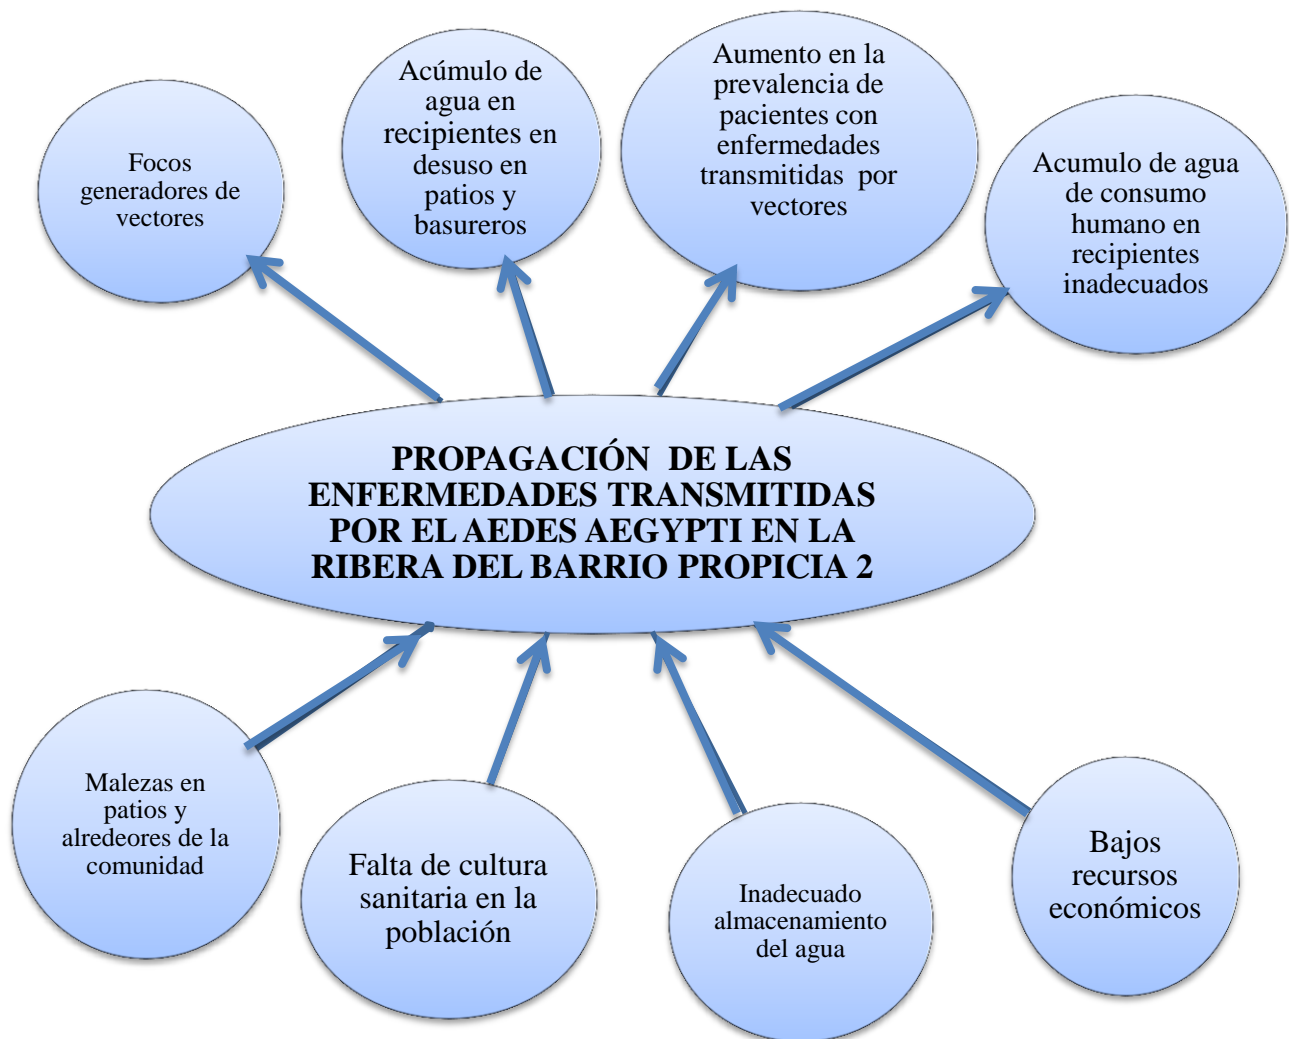 Focos
generadores de
vectores
Acúmulo de
agua en
recipientes en
desuso en
patios y
basureros
Aumento en la
prevalencia de
pacientes con
enfermedades
transmitidas por
vectores
Acumulo de agua
de consumo
humano en
recipientes
inadecuados
PROPAGACIÓN DE LAS
ENFERMEDADES TRANSMITIDAS
POR EL AEDES AEGYPTI EN LA
RIBERA DEL BARRIO PROPICIA 2
Malezas en
patios y
alredeores de la
comunidad
Falta de cultura
sanitaria en la
población
Inadecuado
almacenamiento
del agua
Bajos
recursos
económicos